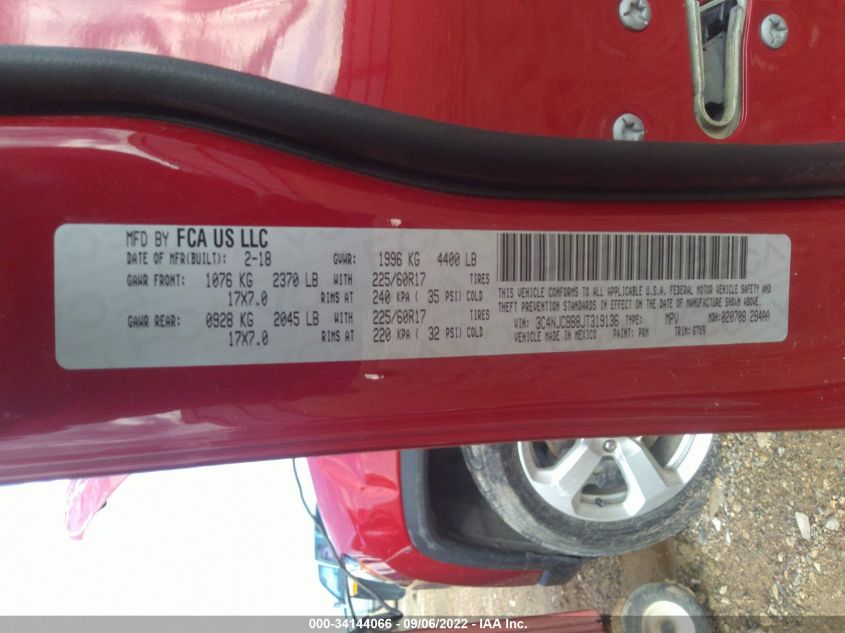 MFD BY FCA US LLC
DATE OF MFR(BUILT): 2-18 GVWR: 1996 KG 4400 LB
GAWR FRONT: 1076 KG 2370 LB WITH 225/60R17 TIRES
17X7.0 RIMS AT 240 KPA ( 35 PSI) COLD
GAWR REAR: 0928 KG 2045 LB WITH 225/60R17 TIRES
17X7.0 RIMS AT 220 KPA ( 32 PSI) COLD
THIS VEHICLE CONFORMS TO ALL APPLICABLE U.S.A. FEDERAL MOTOR VEHICLE SAFETY AND
THEFT PREVENTION STANDARDS IN EFFECT ON THE DATE OF MANUFACTURE SHOWN ABOVE.
VIN: 3C4NJCBB8JT319136 TYPE: MPV MDH: 020708 284AA
VEHICLE MADE IN MEXICO PAINT: PRM TRIM:
000-34144066 - 09/06/2022 - IAA Inc.